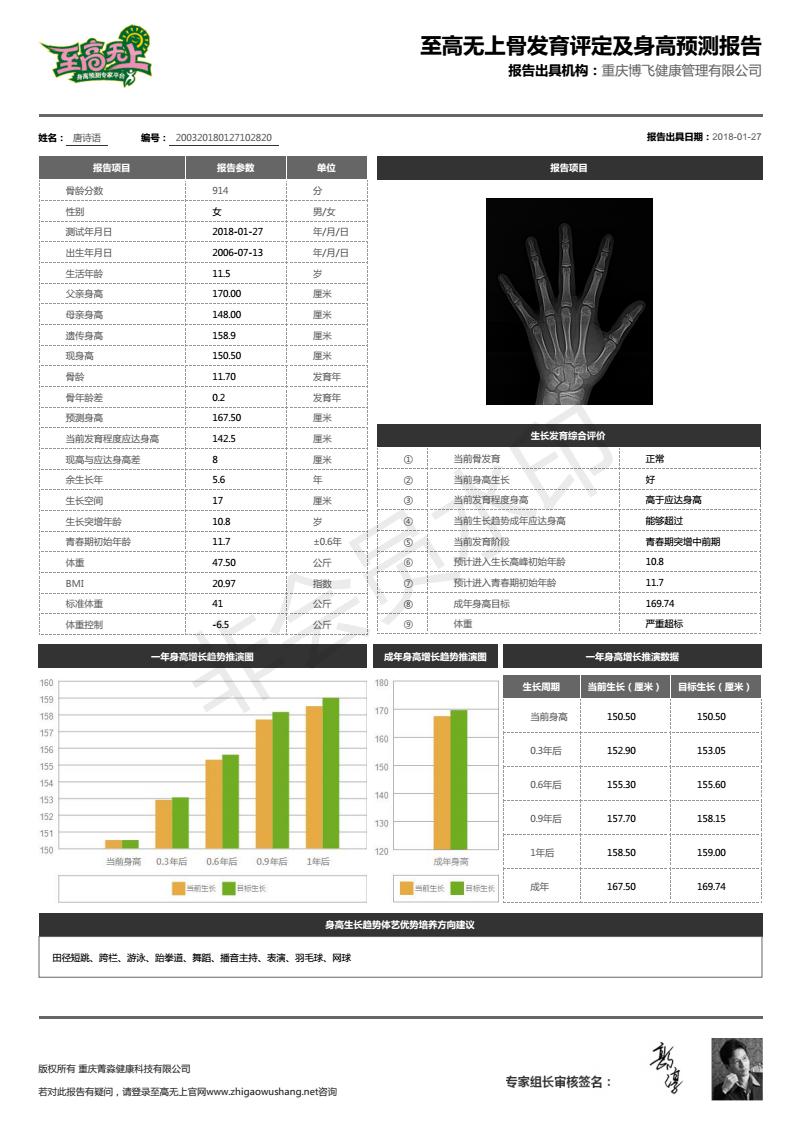 至高无上
身高预测专家平台
至高无上骨发育评定及身高预测报告
报告出具机构：重庆博飞健康管理有限公司
姓名： 唐诗语 编号： 200320180127102820 报告出具日期：2018-01-27
报告项目 报告参数 单位
骨龄分数 914 分
性别 女 男/女
测试年月日 2018-01-27 年/月/日
出生年月日 2006-07-13 年/月/日
生活年龄 11.5 岁
父亲身高 170.00 厘米
母亲身高 148.00 厘米
遗传身高 158.9 厘米
现身高 150.50 厘米
骨龄 11.70 发育年
骨年龄差 0.2 发育年
预测身高 167.50 厘米
当前发育程度应达身高 142.5 厘米
现高与应达身高差 8 厘米
余生长年 5.6 年
生长空间 17 厘米
生长突增年龄 10.8 岁
青春期初始年龄 11.7 ±0.6年
体重 47.50 公斤
BMI 20.97 指数
标准体重 41 公斤
体重控制 -6.5 公斤
报告项目
生长发育综合评价
① 当前骨发育 正常
② 当前身高生长 好
③ 当前发育程度身高 高于应达身高
④ 当前生长趋势成年应达身高 能够超过
⑤ 当前发育阶段 青春期突增中前期
⑥ 预计进入生长高峰初始年龄 10.8
⑦ 预计进入青春期初始年龄 11.7
⑧ 成年身高目标 169.74
⑨ 体重 严重超标
非会员水印
一年身高增长趋势推演图
160
159
158
157
156
155
154
153
152
151
150
当前身高 0.3年后 0.6年后 0.9年后 1年后
当前生长 目标生长
成年身高增长趋势推演图
180
170
160
150
140
130
120
成年身高
当前生长 目标生长
一年身高增长推演数据
生长周期 当前生长（厘米） 目标生长（厘米）
当前身高 150.50 150.50
0.3年后 152.90 153.05
0.6年后 155.30 155.60
0.9年后 157.70 158.15
1年后 158.50 159.00
成年 167.50 169.74
身高生长趋势体艺优势培养方向建议
田径短跳、跨栏、游泳、跆拳道、舞蹈、播音主持、表演、羽毛球、网球
版权所有 重庆菁淼健康科技有限公司
若对此报告有疑问，请登录至高无上官网www.zhigaowushang.net咨询
专家组长审核签名：